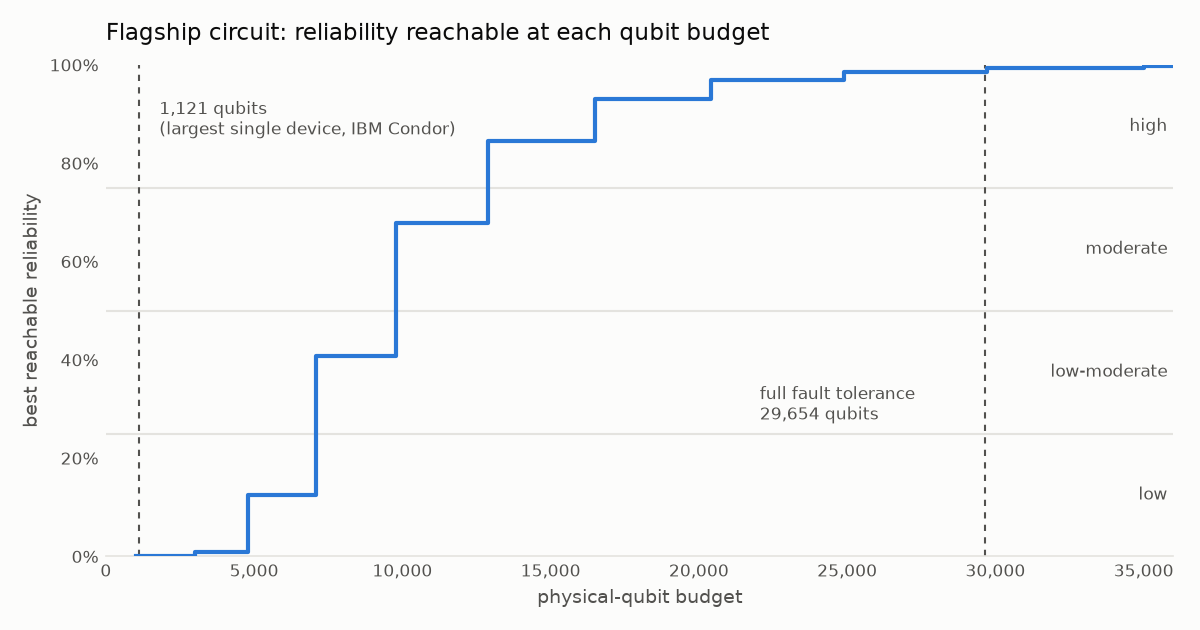 Flagship circuit: reliability reachable at each qubit budget
100%
80%
60%
40%
20%
0%
best reachable reliability
1,121 qubits
(largest single device, IBM Condor)
high
moderate
low-moderate
full fault tolerance
29,654 qubits
low
0
5,000
10,000
15,000
20,000
25,000
30,000
35,000
physical-qubit budget